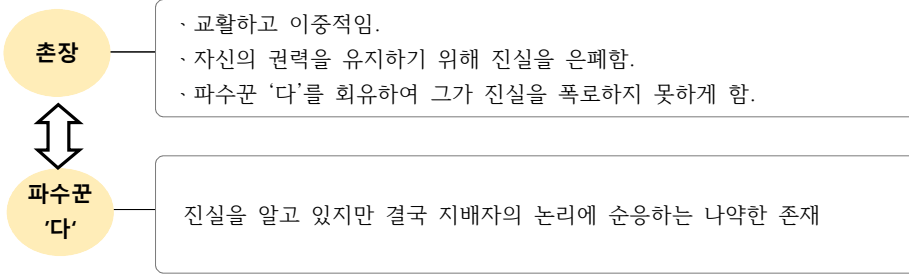 촌장
、교활하고 이중적임.
、자신의 권력을 유지하기 위해 진실을 은폐함.
、파수꾼 ‘다’를 회유하여 그가 진실을 폭로하지 못하게 함.
파수꾼
’다‘
진실을 알고 있지만 결국 지배자의 논리에 순응하는 나약한 존재